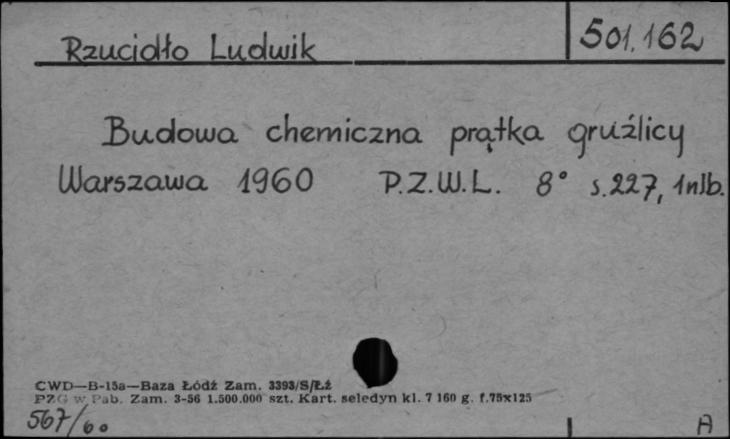 Rzucidło Ludwik 501.162
Budowa chemiczna prątka gruźlicy
Warszawa 1960 P.Z.W.L. 8° s.227, 1nlb.
CWD—B-15a—Baza Łódź Zam. 3393/S/Łż
PZG w Pab. Zam. 3-56 1.500.000 szt. Kart. seledyn kl. 7 160 g. f.75x125
567/60 A